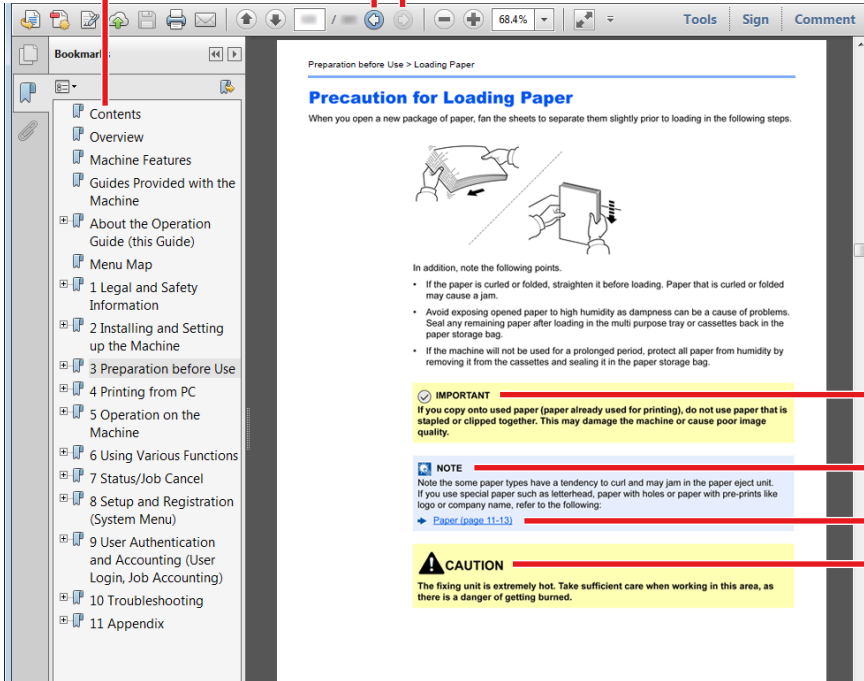 /
68.4%
Tools
Sign
Comment
Bookmar
Contents
Overview
Machine Features
Guides Provided with the
Machine
About the Operation
Guide (this Guide)
Menu Map
1 Legal and Safety
Information
2 Installing and Setting
up the Machine
3 Preparation before Use
4 Printing from PC
5 Operation on the
Machine
6 Using Various Functions
7 Status/Job Cancel
8 Setup and Registration
(System Menu)
9 User Authentication
and Accounting (User
Login, Job Accounting)
10 Troubleshooting
11 Appendix
Preparation before Use > Loading Paper
Precaution for Loading Paper
When you open a new package of paper, fan the sheets to separate them slightly prior to loading in the following steps.
In addition, note the following points.
• If the paper is curled or folded, straighten it before loading. Paper that is curled or folded
may cause a jam.
• Avoid exposing opened paper to high humidity as dampness can be a cause of problems.
Seal any remaining paper after loading in the multi purpose tray or cassettes back in the
paper storage bag.
• If the machine will not be used for a prolonged period, protect all paper from humidity by
removing it from the cassettes and sealing it in the paper storage bag.
IMPORTANT
If you copy onto used paper (paper already used for printing), do not use paper that is
stapled or clipped together. This may damage the machine or cause poor image
quality.
NOTE
Note the some paper types have a tendency to curl and may jam in the paper eject unit.
If you use special paper such as letterhead, paper with holes or paper with pre-prints like
logo or company name, refer to the following:
Paper (page 11-13)
CAUTION
The fixing unit is extremely hot. Take sufficient care when working in this area, as
there is a danger of getting burned.